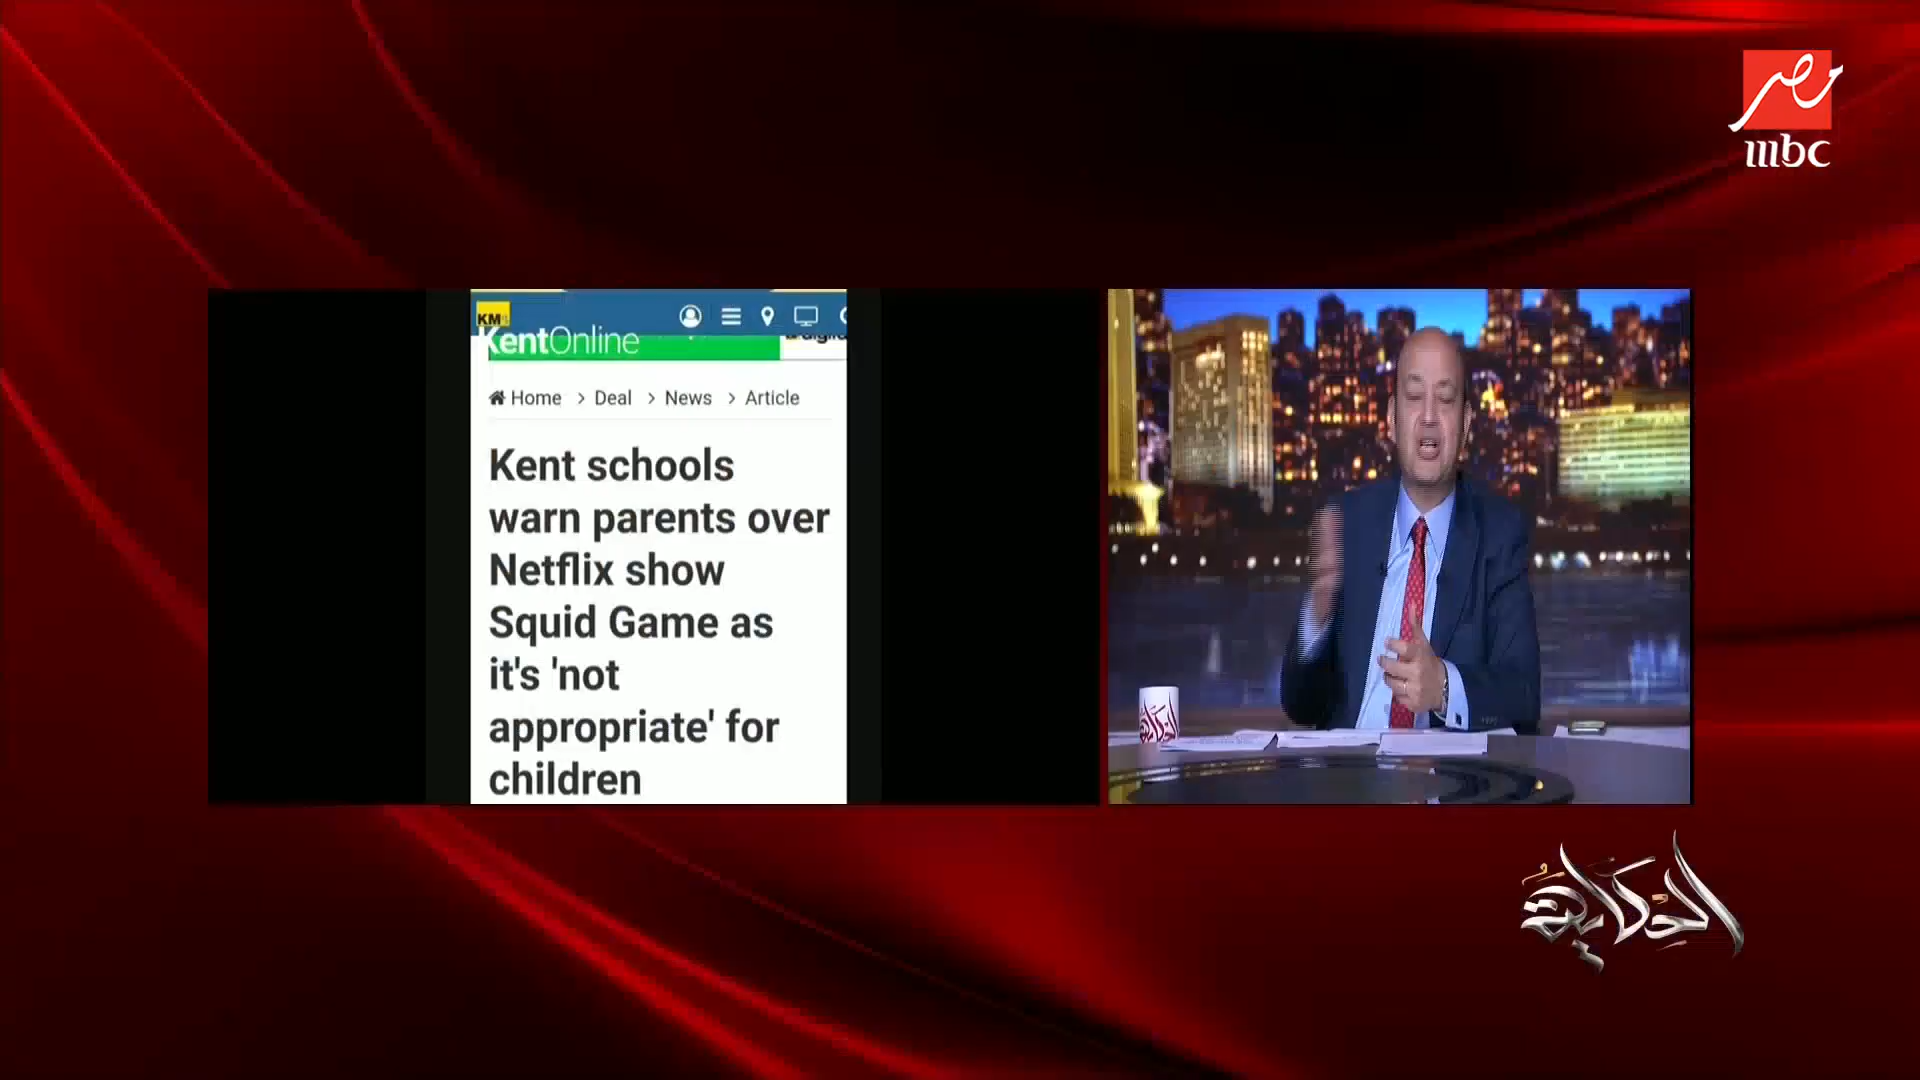 مصر
mbc
KM
KentOnline
Home > Deal > News > Article
Kent schools
warn parents over
Netflix show
Squid Game as
it's 'not
appropriate' for
children
الحكاية
الحكاية